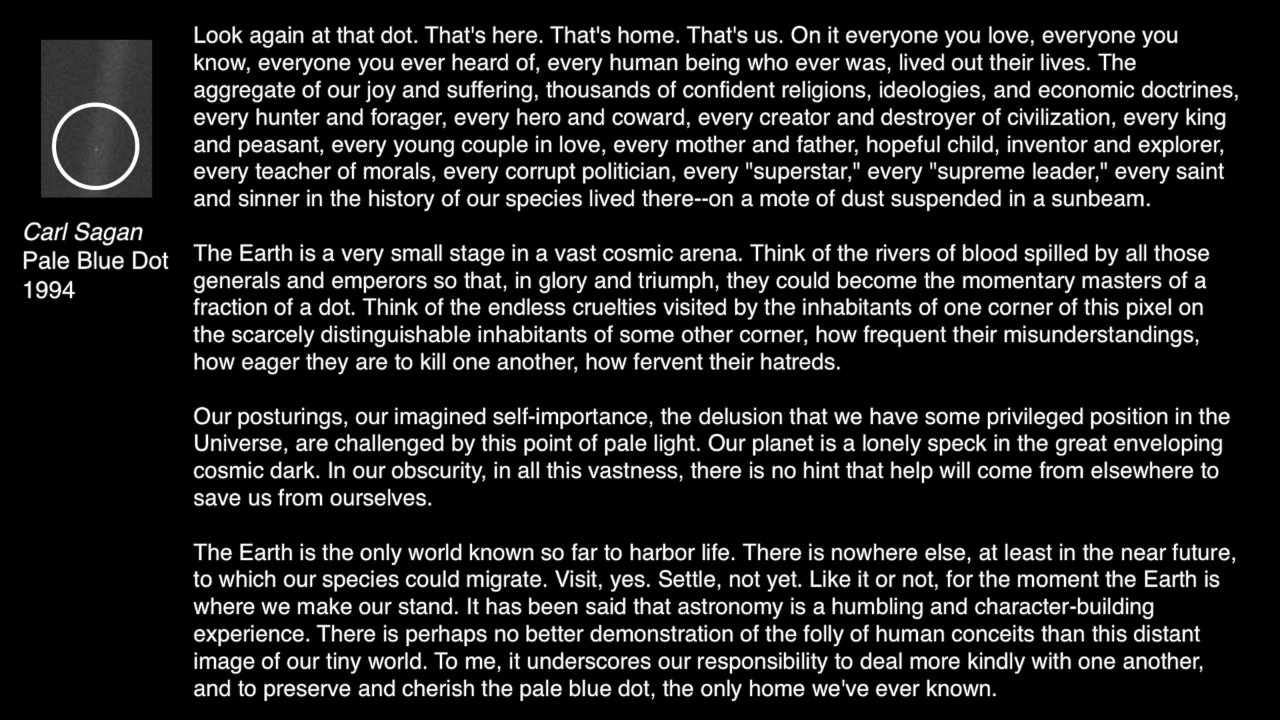 Look again at that dot. That's here. That's home. That's us. On it everyone you love, everyone you
know, everyone you ever heard of, every human being who ever was, lived out their lives. The
aggregate of our joy and suffering, thousands of confident religions, ideologies, and economic doctrines,
every hunter and forager, every hero and coward, every creator and destroyer of civilization, every king
and peasant, every young couple in love, every mother and father, hopeful child, inventor and explorer,
every teacher of morals, every corrupt politician, every "superstar," every "supreme leader," every saint
and sinner in the history of our species lived there--on a mote of dust suspended in a sunbeam.
Carl Sagan
Pale Blue Dot
1994
The Earth is a very small stage in a vast cosmic arena. Think of the rivers of blood spilled by all those
generals and emperors so that, in glory and triumph, they could become the momentary masters of a
fraction of a dot. Think of the endless cruelties visited by the inhabitants of one corner of this pixel on
the scarcely distinguishable inhabitants of some other corner, how frequent their misunderstandings,
how eager they are to kill one another, how fervent their hatreds.
Our posturings, our imagined self-importance, the delusion that we have some privileged position in the
Universe, are challenged by this point of pale light. Our planet is a lonely speck in the great enveloping
cosmic dark. In our obscurity, in all this vastness, there is no hint that help will come from elsewhere to
save us from ourselves.
The Earth is the only world known so far to harbor life. There is nowhere else, at least in the near future,
to which our species could migrate. Visit, yes. Settle, not yet. Like it or not, for the moment the Earth is
where we make our stand. It has been said that astronomy is a humbling and character-building
experience. There is perhaps no better demonstration of the folly of human conceits than this distant
image of our tiny world. To me, it underscores our responsibility to deal more kindly with one another,
and to preserve and cherish the pale blue dot, the only home we've ever known.